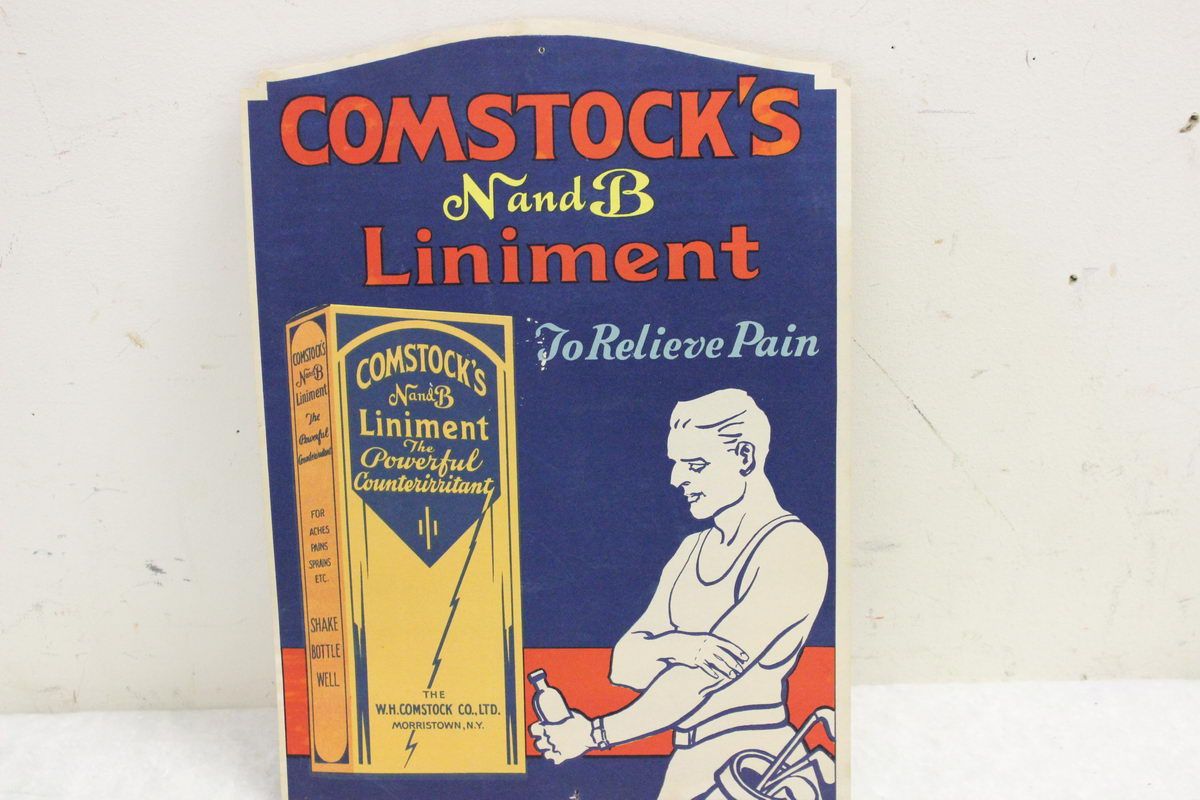 COMSTOCK'S
N and B
Liniment
To Relieve Pain
COMSTOCK'S
N and B
Liniment
The
Powerful
Counterirritant
THE
W.H. COMSTOCK CO., LTD.
MORRISTOWN, N.Y.
COMSTOCK'S
N and B
Liniment
The
Powerful
Counterirritant
FOR
ACHES
PAINS
SPRAINS
ETC.
SHAKE
BOTTLE
WELL